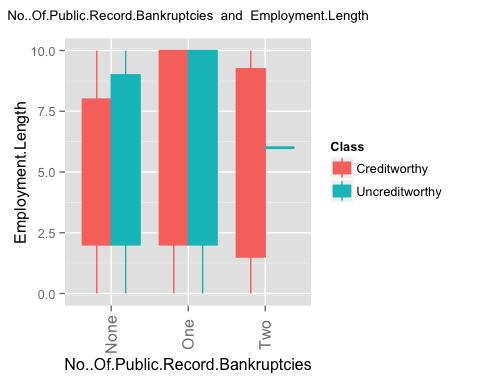 No..Of.Public.Record.Bankruptcies and Employment.Length
10.0
7.5
5.0
2.5
0.0
Employment.Length
None
One
Two
No..Of.Public.Record.Bankruptcies
Class
Creditworthy
Uncreditworthy